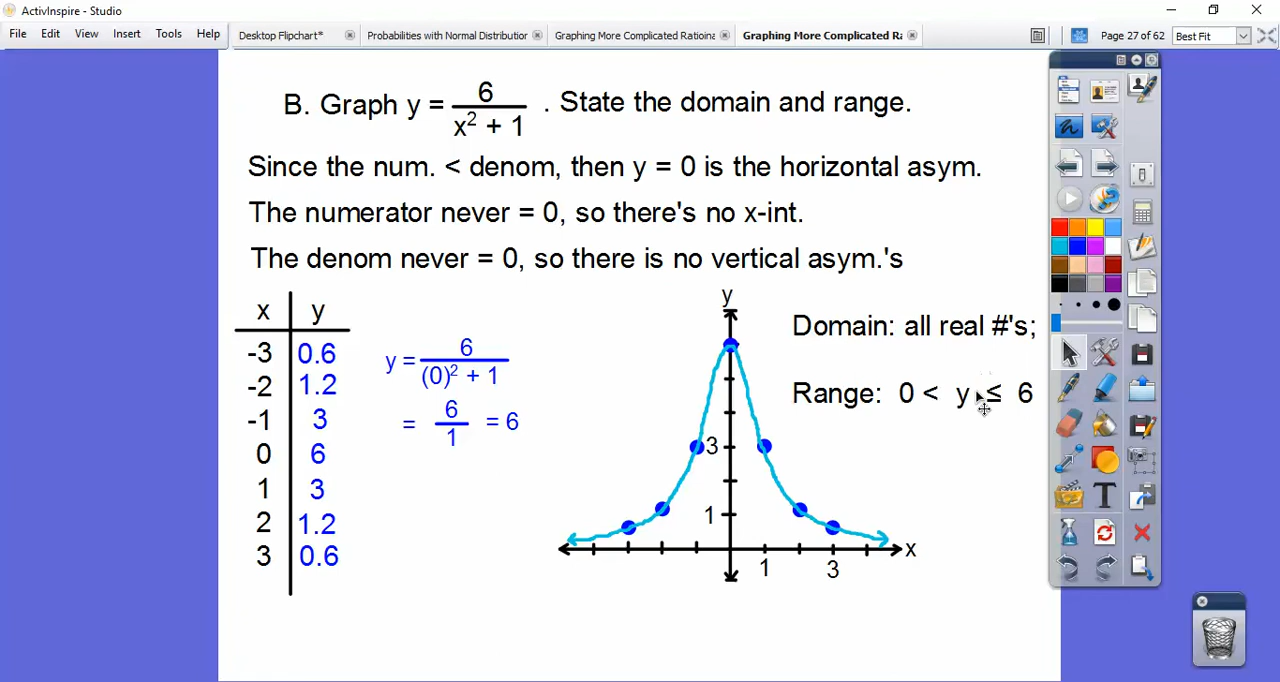 ActivInspire - Studio
File Edit View Insert Tools Help
Desktop Flipchart* Probabilities with Normal Distribution Graphing More Complicated Rationa Graphing More Complicated Ra Page 27 of 62 Best Fit
B. Graph y = 6/(x² + 1) . State the domain and range.
Since the num. < denom, then y = 0 is the horizontal asym.
The numerator never = 0, so there's no x-int.
The denom never = 0, so there is no vertical asym.'s
x y
-3 0.6
-2 1.2
-1 3
0 6
1 3
2 1.2
3 0.6
y = 6/((0)² + 1)
= 6/1 = 6
y
3
1
x
1 3
Domain: all real #'s;
Range: 0 < y ≤ 6
T